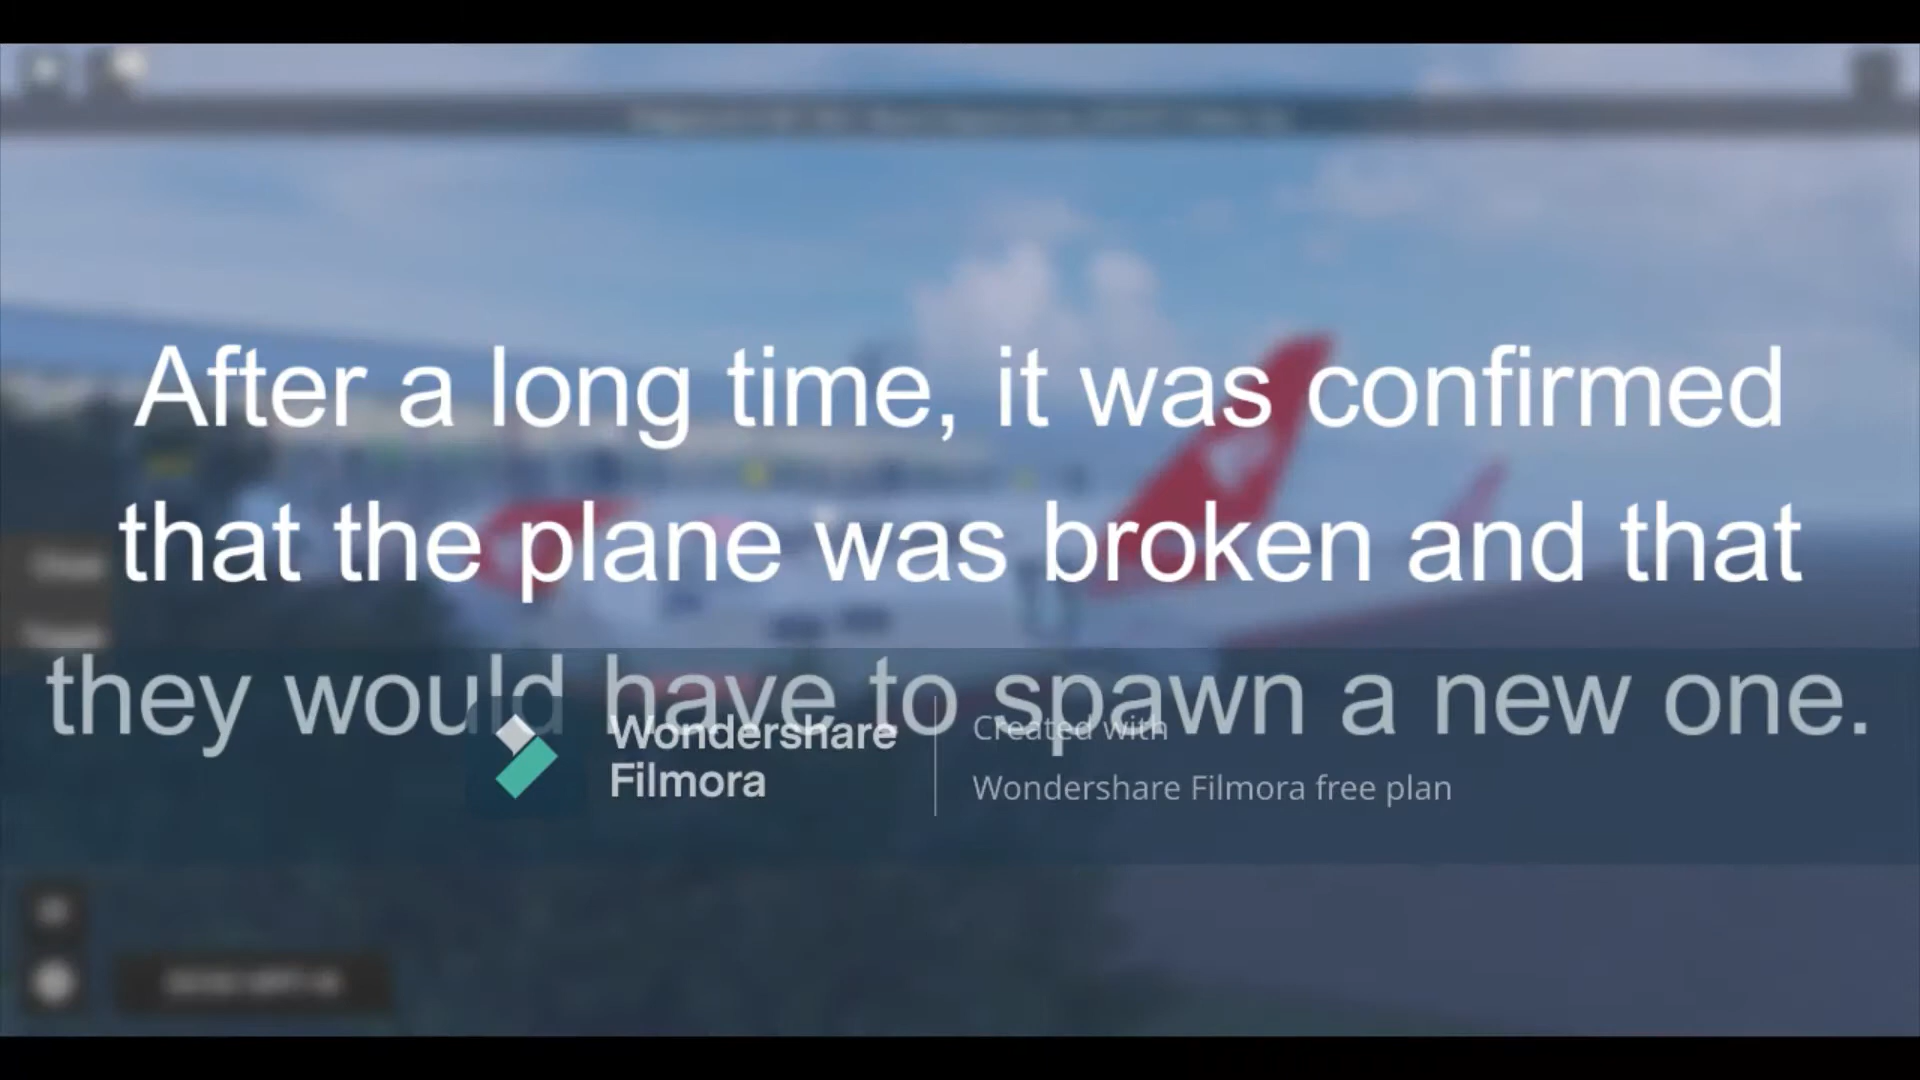 After a long time, it was confirmed
that the plane was broken and that
they would have to spawn a new one.
Wondershare
Filmora
Created with
Wondershare Filmora free plan